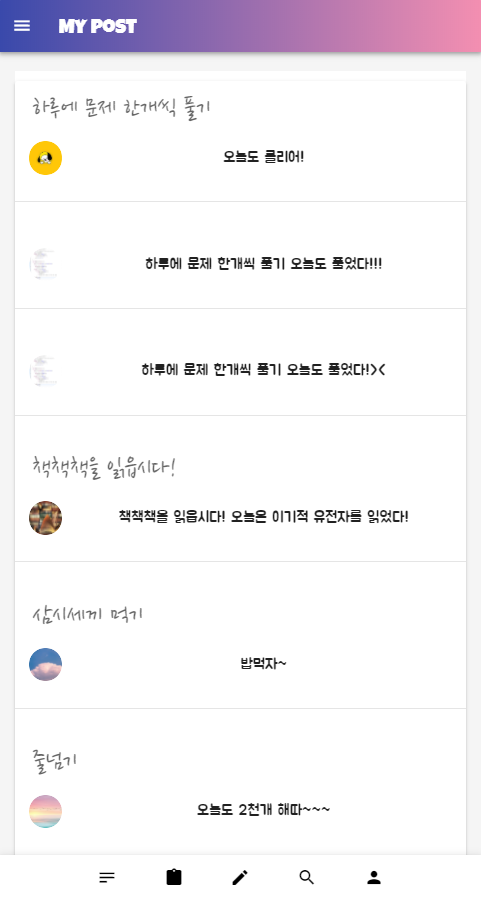 MY POST
하루에 문제 한개씩 풀기
오늘도 클리어!
하루에 문제 한개씩 풀기 오늘도 풀었다!!!
하루에 문제 한개씩 풀기 오늘도 풀었다!><
책책책을 읽읍시다!
책책책을 읽읍시다! 오늘은 이기적 유전자를 읽었다!
삼시세끼 먹기
밥먹자~
줄넘기
오늘도 2천개 해따~~~